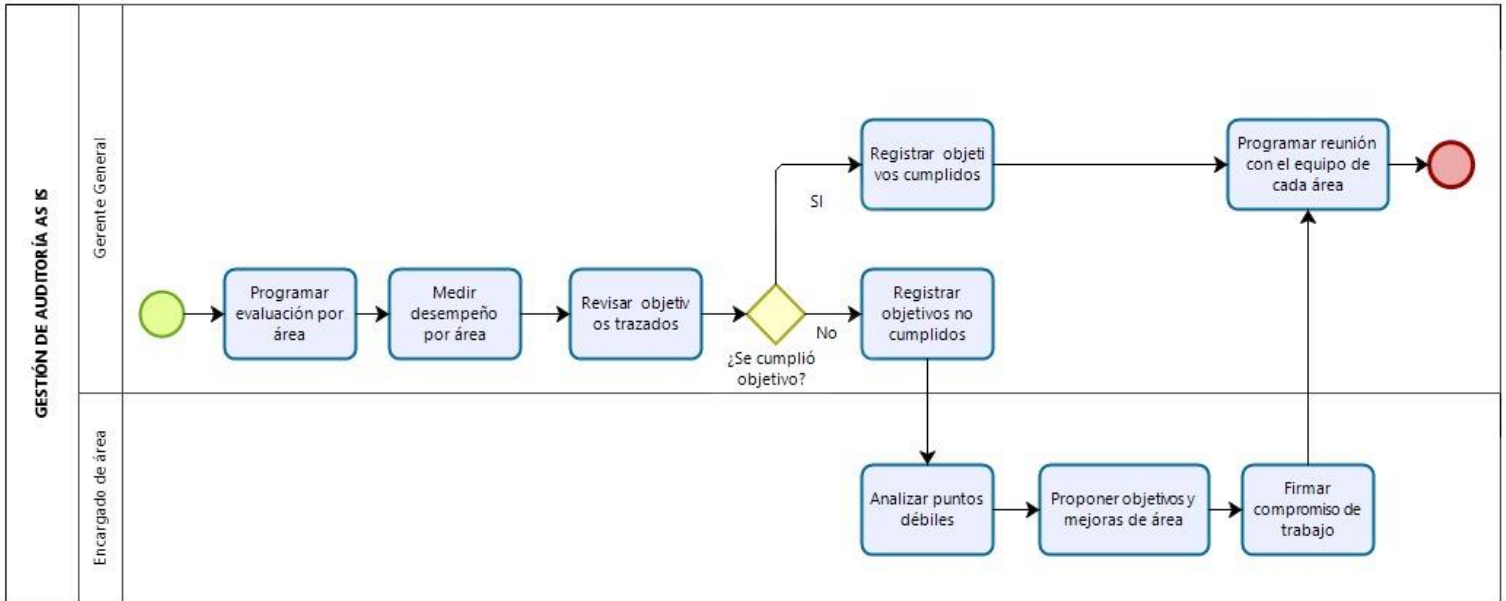 GESTIÓN DE AUDITORÍA AS IS
Gerente General
Programar
evaluación por
área
Medir
desempeño
por área
Revisar objetiv
os trazados
¿Se cumplió
objetivo?
SI
No
Registrar objeti
vos cumplidos
Registrar
objetivos no
cumplidos
Programar reunión
con el equipo de
cada área
Encargado de área
Analizar puntos
débiles
Proponer objetivos y
mejoras de área
Firmar
compromiso de
trabajo